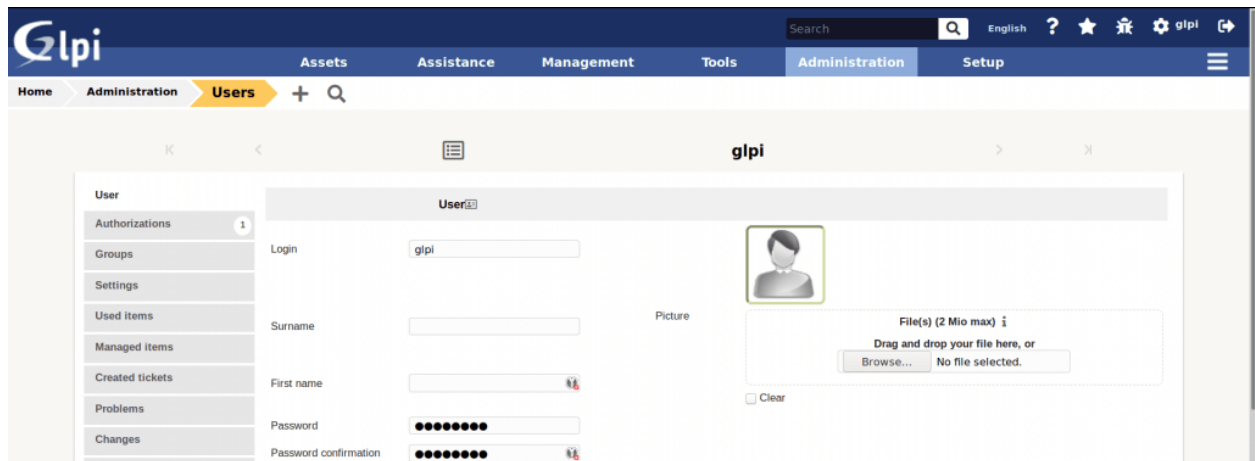 Glpi
Search
English ? glpi
Assets Assistance Management Tools Administration Setup
Home Administration Users +
glpi
User
Authorizations 1
Groups
Settings
Used items
Managed items
Created tickets
Problems
Changes
User
Login glpi
Surname
First name
Password ●●●●●●●●
Password confirmation ●●●●●●●●
Picture
File(s) (2 Mio max) i
Drag and drop your file here, or
Browse... No file selected.
Clear